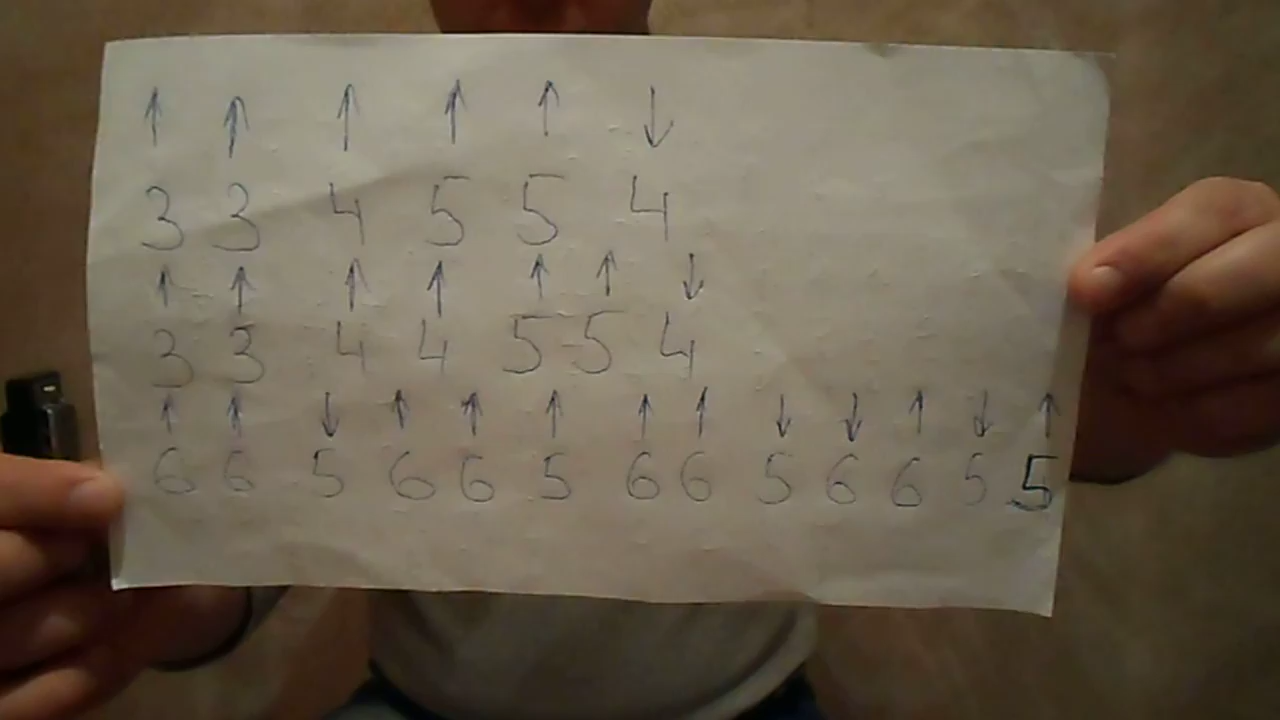 ↑ ↑ ↑ ↑ ↑ ↓
3 3 4 5 5 4
↑ ↑ ↑ ↑ ↑ ↑ ↓
3 3 4 4 5 5 4
↑ ↑ ↓ ↑ ↑ ↑ ↑ ↑ ↓ ↓ ↑ ↓ ↑
6 6 5 6 6 5 6 6 5 6 6 5 5